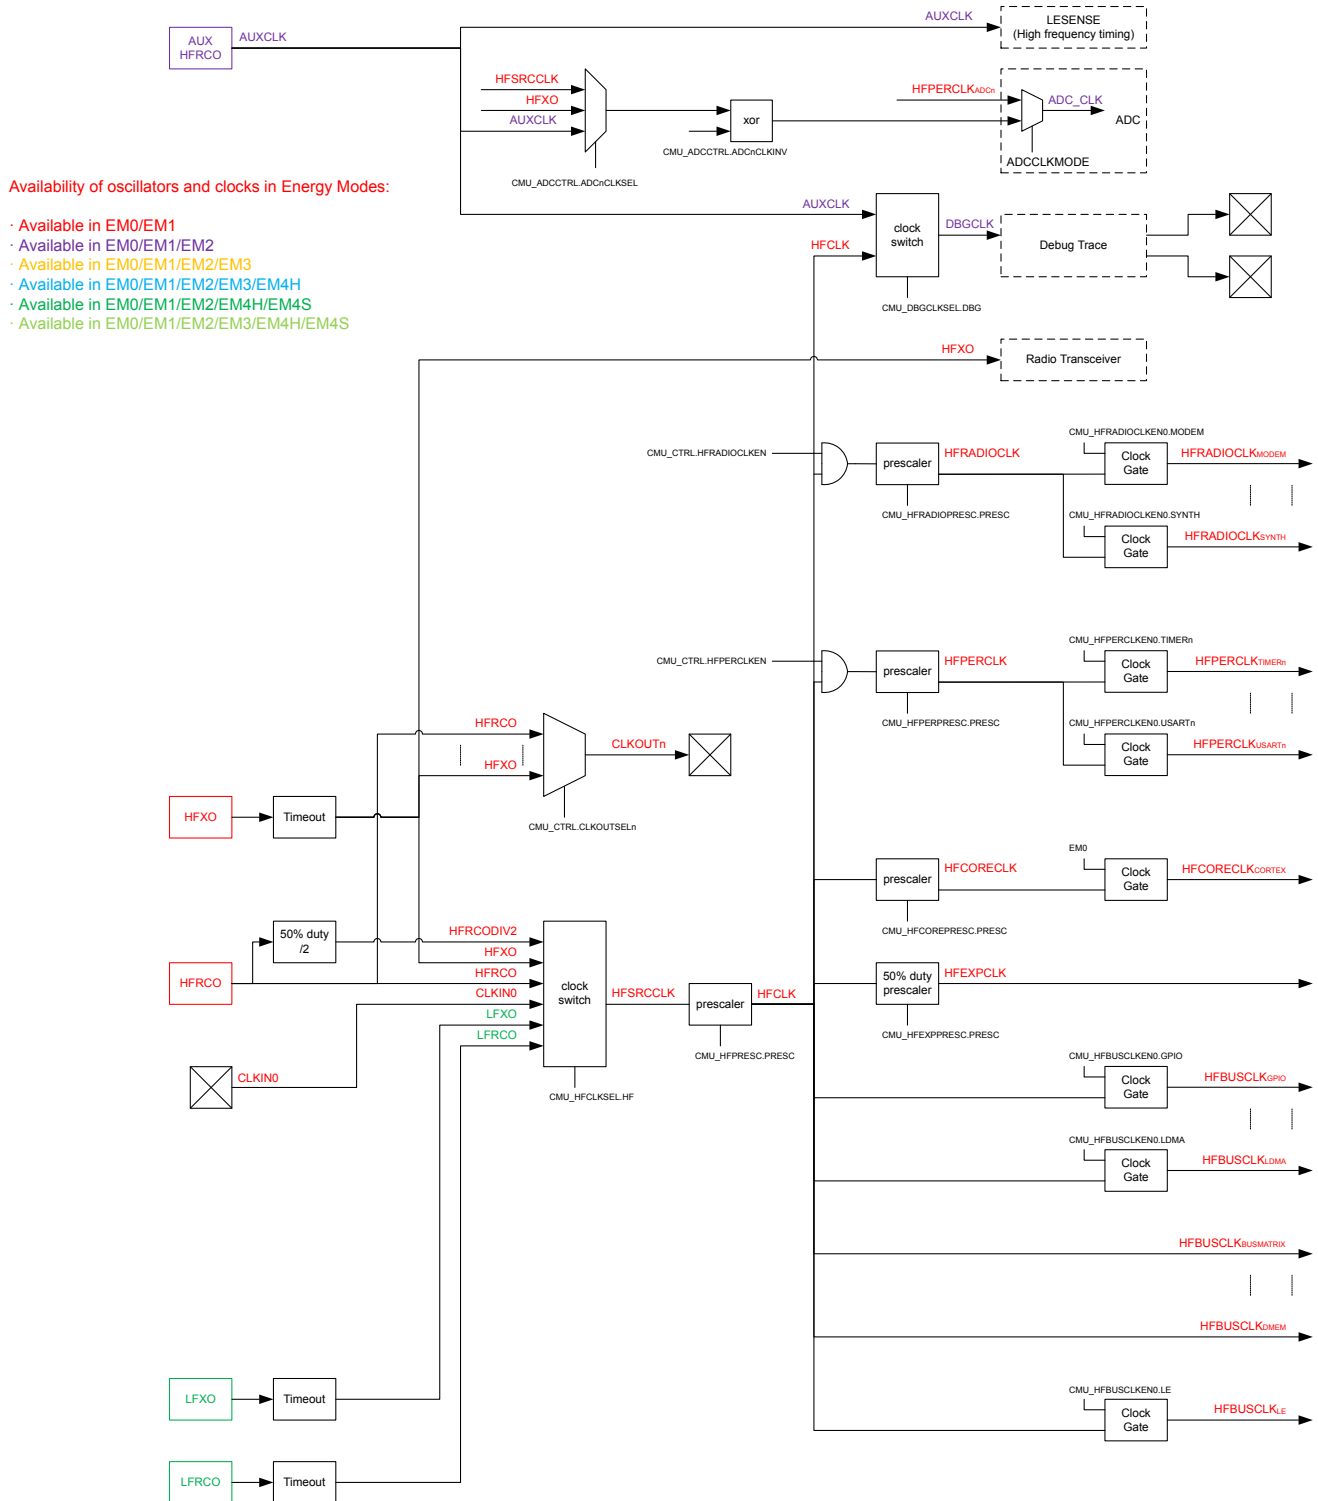 AUXCLK
LESENSE
(High frequency timing)
AUX
HFRCO
AUXCLK
HFSRCCLK
HFXO
AUXCLK
xor
HFPERCLKADCn
ADC_CLK
ADC
CMU_ADCCTRL.ADCnCLKINV
ADCCLKMODE
CMU_ADCCTRL.ADCnCLKSEL
Availability of oscillators and clocks in Energy Modes:
· Available in EM0/EM1
· Available in EM0/EM1/EM2
· Available in EM0/EM1/EM2/EM3
· Available in EM0/EM1/EM2/EM3/EM4H
· Available in EM0/EM1/EM2/EM4H/EM4S
· Available in EM0/EM1/EM2/EM3/EM4H/EM4S
AUXCLK
HFCLK
clock
switch
DBGCLK
Debug Trace
CMU_DBGCLKSEL.DBG
HFXO
Radio Transceiver
CMU_CTRL.HFRADIOCLKEN
prescaler
HFRADIOCLK
CMU_HFRADIOPRESC.PRESC
CMU_HFRADIOCLKEN0.MODEM
Clock
Gate
HFRADIOCLKMODEM
CMU_HFRADIOCLKEN0.SYNTH
Clock
Gate
HFRADIOCLKSYNTH
CMU_CTRL.HFPERCLKEN
prescaler
HFPERCLK
CMU_HFPERPRESC.PRESC
CMU_HFPERCLKEN0.TIMERn
Clock
Gate
HFPERCLKTIMERn
CMU_HFPERCLKEN0.USARTn
Clock
Gate
HFPERCLKUSARTn
HFRCO
HFXO
CLKOUTn
CMU_CTRL.CLKOUTSELn
HFXO
Timeout
prescaler
HFCORECLK
CMU_HFCOREPRESC.PRESC
EM0
Clock
Gate
HFCORECLKCORTEX
50% duty
/2
HFRCO
HFRCODIV2
HFXO
HFRCO
CLKIN0
LFXO
LFRCO
clock
switch
HFSRCCLK
prescaler
HFCLK
CMU_HFPRESC.PRESC
CMU_HFCLKSEL.HF
50% duty
prescaler
HFEXPCLK
CMU_HFEXPPRESC.PRESC
CLKIN0
CMU_HFBUSCLKEN0.GPIO
Clock
Gate
HFBUSCLKGPIO
CMU_HFBUSCLKEN0.LDMA
Clock
Gate
HFBUSCLKLDMA
HFBUSCLKBUSMATRIX
HFBUSCLKDMEM
LFXO
Timeout
CMU_HFBUSCLKEN0.LE
Clock
Gate
HFBUSCLKLE
LFRCO
Timeout